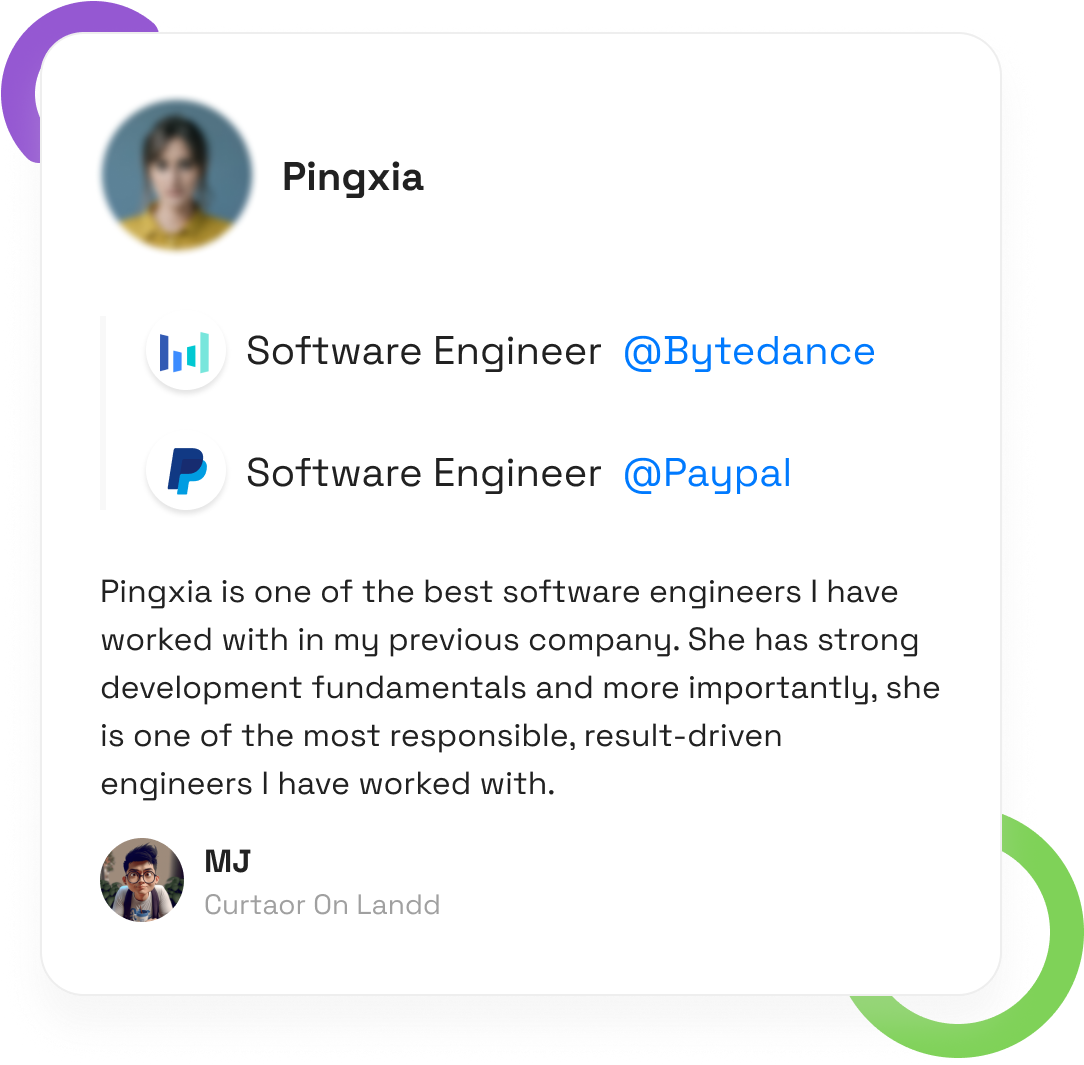 Pingxia
Software Engineer @Bytedance
Software Engineer @Paypal
Pingxia is one of the best software engineers I have
worked with in my previous company. She has strong
development fundamentals and more importantly, she
is one of the most responsible, result-driven
engineers I have worked with.
MJ
Curtaor On Landd